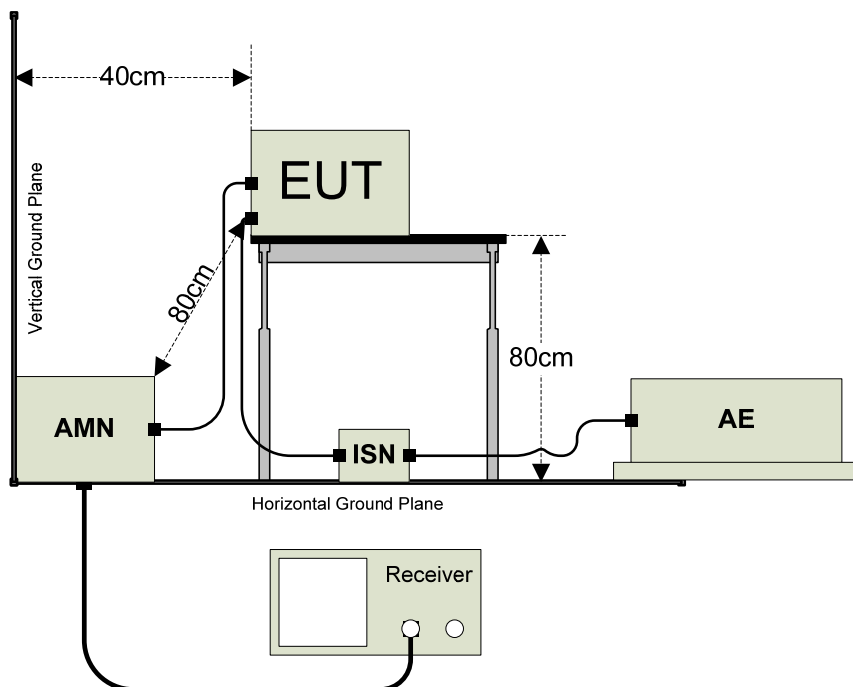 40cm
EUT
Vertical Ground Plane
80cm
80cm
AMN
ISN
AE
Horizontal Ground Plane
Receiver